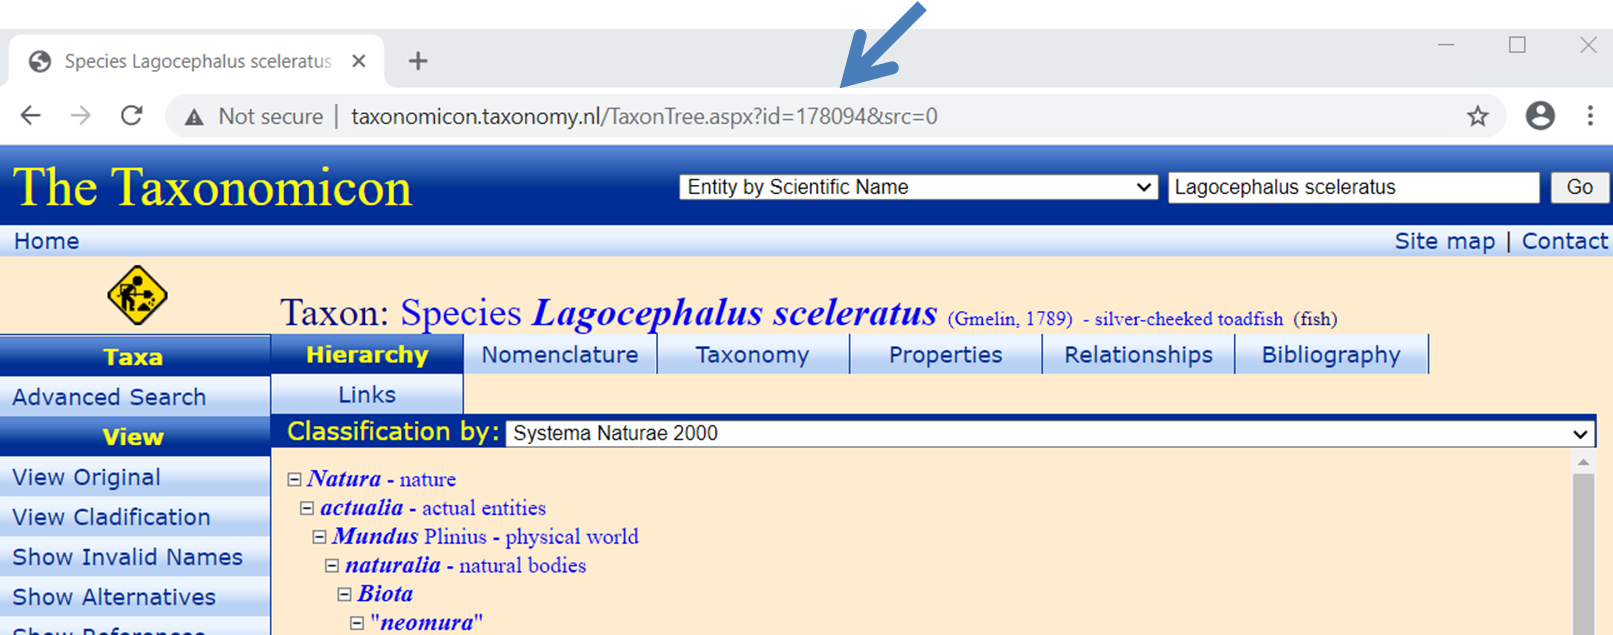 Species Lagocephalus sceleratus
Not secure | taxonomicon.taxonomy.nl/TaxonTree.aspx?id=178094&src=0
The Taxonomicon
Entity by Scientific Name
Lagocephalus sceleratus
Go
Home
Site map | Contact
Taxon: Species Lagocephalus sceleratus (Gmelin, 1789) - silver-cheeked toadfish (fish)
Taxa
Advanced Search
View
View Original
View Cladification
Show Invalid Names
Show Alternatives
Show References
Hierarchy
Nomenclature
Taxonomy
Properties
Relationships
Bibliography
Links
Classification by: Systema Naturae 2000
Natura - nature
actualia - actual entities
Mundus Plinius - physical world
naturalia - natural bodies
Biota
"neomura"